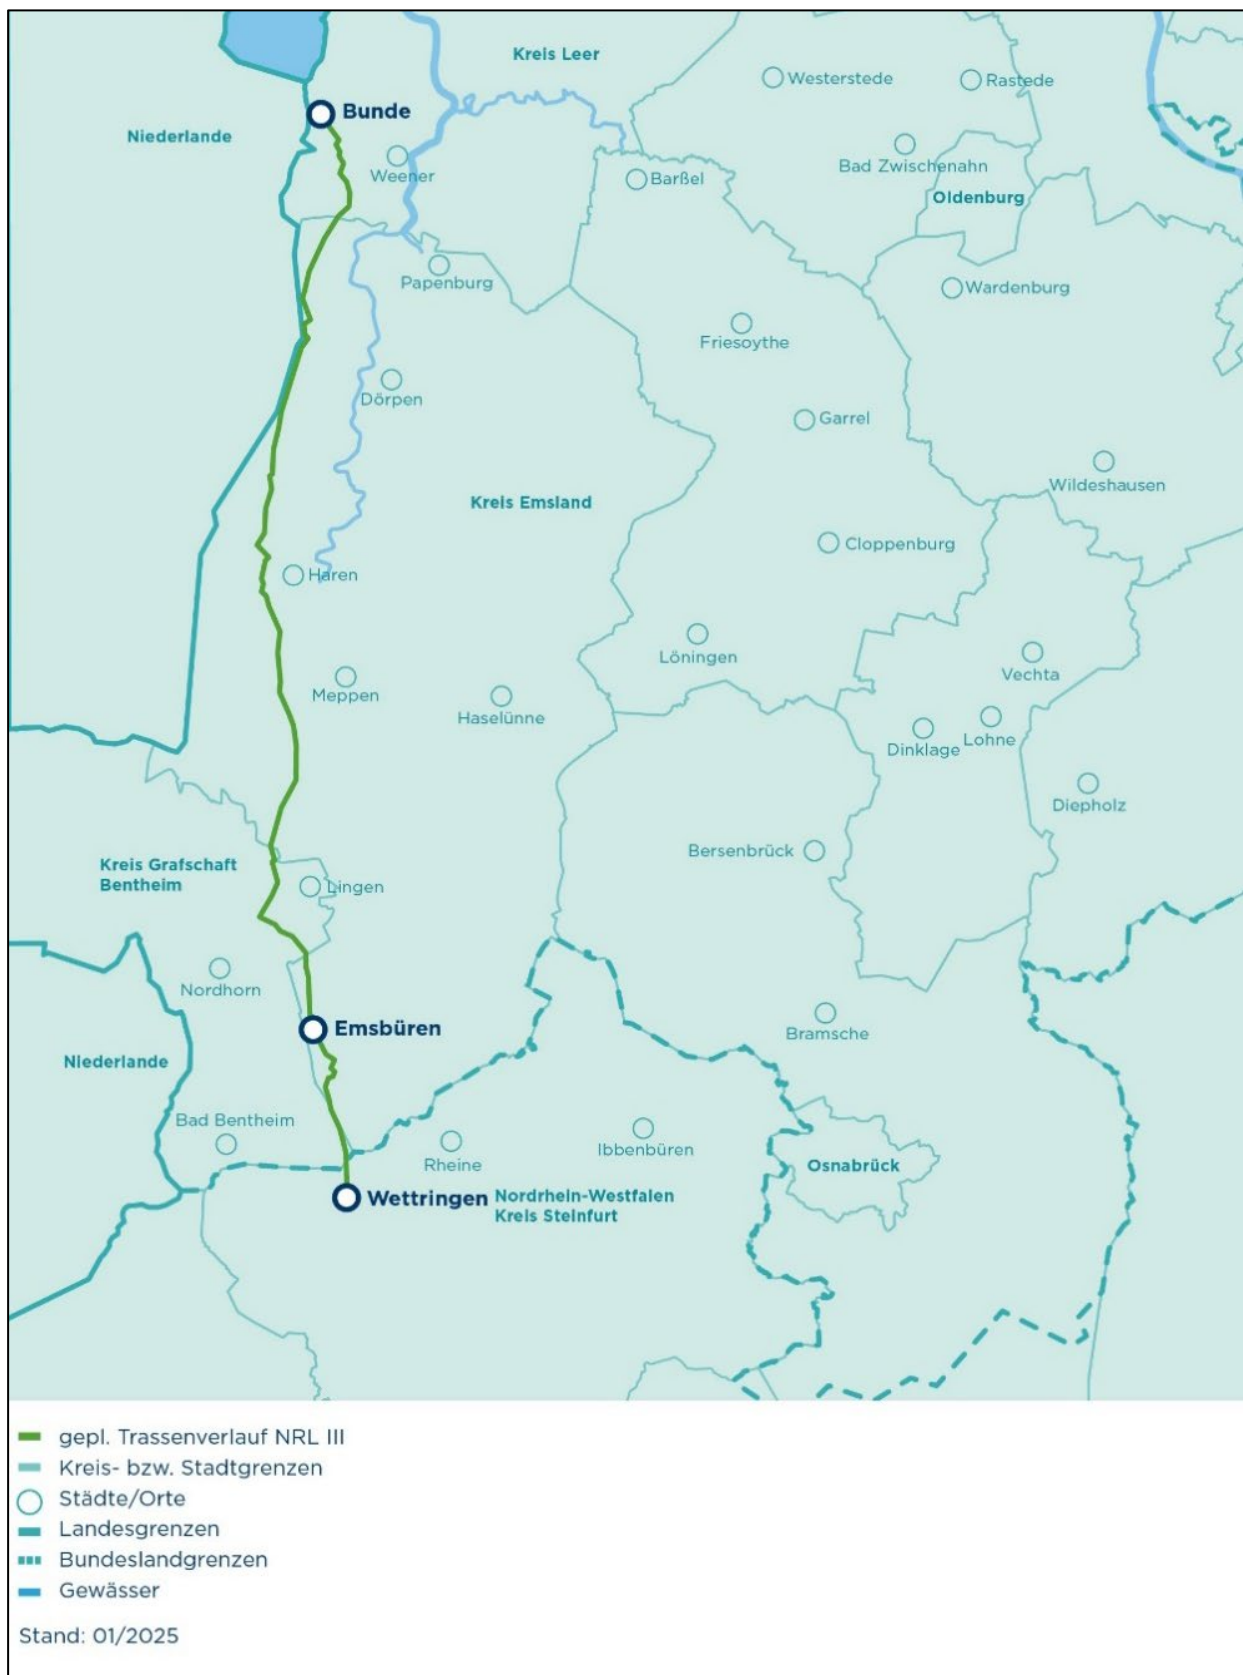 Kreis Leer
Westerstede
Rastede
Bunde
Niederlande
Weener
Bad Zwischenahn
Barßel
Oldenburg
Papenburg
Wardenburg
Friesoythe
Dörpen
Garrel
Wildeshausen
Kreis Emsland
Cloppenburg
Haren
Löningen
Vechta
Meppen
Haselünne
Dinklage
Lohne
Diepholz
Bersenbrück
Kreis Grafschaft
Bentheim
Lingen
Nordhorn
Emsbüren
Bramsche
Niederlande
Bad Bentheim
Rheine
Ibbenbüren
Osnabrück
Wettringen
Nordrhein-Westfalen
Kreis Steinfurt
gepl. Trassenverlauf NRL III
Kreis- bzw. Stadtgrenzen
Städte/Orte
Landesgrenzen
Bundeslandgrenzen
Gewässer
Stand: 01/2025